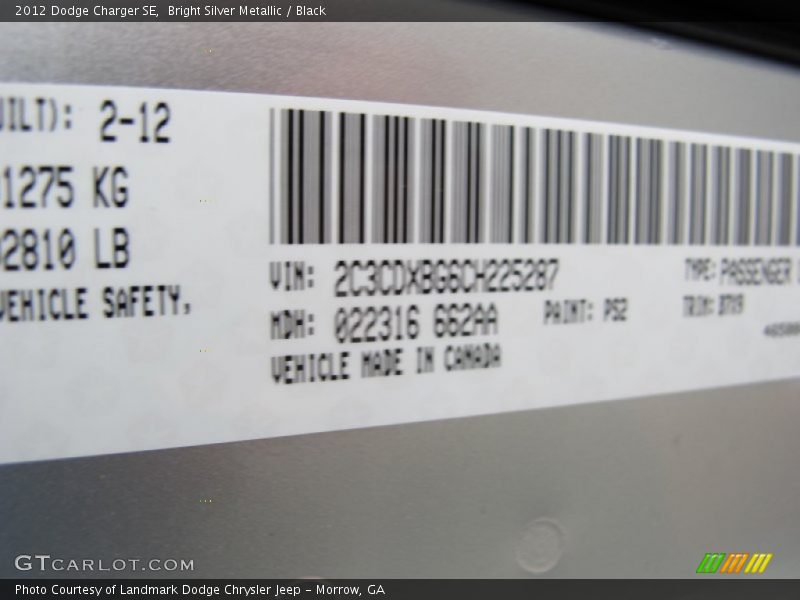 2012 Dodge Charger SE, Bright Silver Metallic / Black
UILT): 2-12
1275 KG
2810 LB
VEHICLE SAFETY,
VIN: 2C3CDXBG6CH225287
MDH: 022316 662AA
VEHICLE MADE IN CANADA
PAINT: PS2
TYPE: PASSENGER
TRIM:
GTCARLOT.COM
Photo Courtesy of Landmark Dodge Chrysler Jeep - Morrow, GA